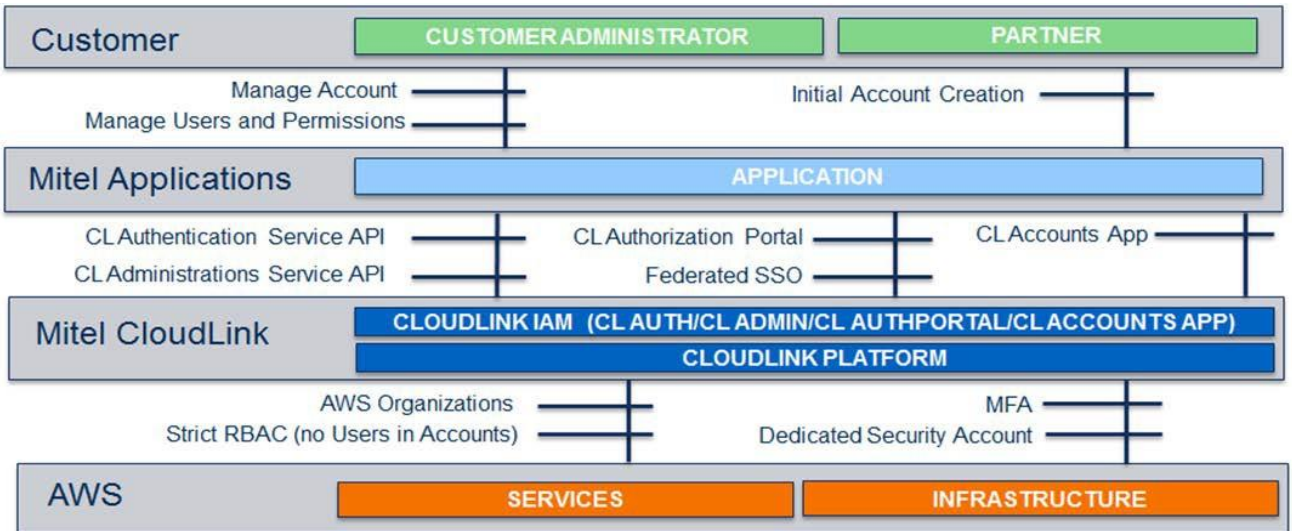 Customer
CUSTOMER ADMINISTRATOR
PARTNER
Manage Account
Initial Account Creation
Manage Users and Permissions
Mitel Applications
APPLICATION
CL Authentication Service API
CL Authorization Portal
CL Accounts App
CL Administrations Service API
Federated SSO
Mitel CloudLink
CLOUDLINK IAM (CL AUTH/CL ADMIN/CL AUTHPORTAL/CL ACCOUNTS APP)
CLOUDLINK PLATFORM
AWS Organizations
MFA
Strict RBAC (no Users in Accounts)
Dedicated Security Account
AWS
SERVICES
INFRASTRUCTURE